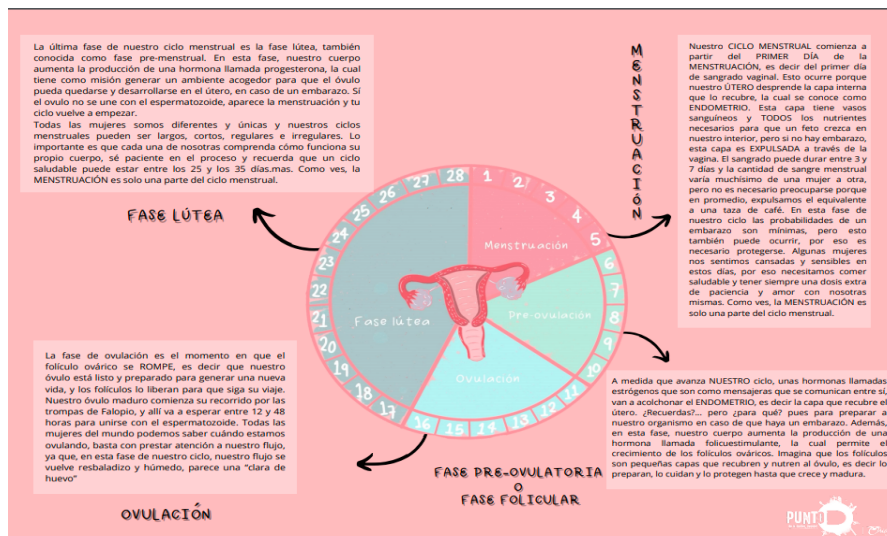 La última fase de nuestro ciclo menstrual es la fase lútea, también
conocida como fase pre-menstrual. En esta fase, nuestro cuerpo
aumenta la producción de una hormona llamada progesterona, la cual
tiene como misión generar un ambiente acogedor para que el óvulo
pueda quedarse y desarrollarse en el útero, en caso de un embarazo. Sí
el ovulo no se une con el espermatozoide, aparece la menstruación y tu
ciclo vuelve a empezar.
Todas las mujeres somos diferentes y únicas y nuestros ciclos
menstruales pueden ser largos, cortos, regulares e irregulares. Lo
importante es que cada una de nosotras comprenda cómo funciona su
propio cuerpo, sé paciente en el proceso y recuerda que un ciclo
saludable puede estar entre los 25 y los 35 días.mas. Como ves, la
MENSTRUACIÓN es solo una parte del ciclo menstrual.
FASE LÚTEA
MENSTRUACIÓN
Nuestro CICLO MENSTRUAL comienza a
partir del PRIMER DÍA de la
MENSTRUACIÓN, es decir del primer día
de sangrado vaginal. Esto ocurre porque
nuestro ÚTERO desprende la capa interna
que lo recubre, la cual se conoce como
ENDOMETRIO. Esta capa tiene vasos
sanguíneos y TODOS los nutrientes
necesarios para que un feto crezca en
nuestro interior, pero si no hay embarazo,
esta capa es EXPULSADA a través de la
vagina. El sangrado puede durar entre 3 y
7 días y la cantidad de sangre menstrual
varía muchísimo de una mujer a otra,
pero no es necesario preocuparse porque
en promedio, expulsamos el equivalente
a una taza de café. En esta fase de
nuestro ciclo las probabilidades de un
embarazo son mínimas, pero esto
también puede ocurrir, por eso es
necesario protegerse. Algunas mujeres
nos sentimos cansadas y sensibles en
estos días, por eso necesitamos comer
saludable y tener siempre una dosis extra
de paciencia y amor con nosotras
mismas. Como ves, la MENSTRUACIÓN es
solo una parte del ciclo menstrual.
1
2
3
4
5
6
7
8
9
10
11
12
13
14
15
16
17
18
19
20
21
22
23
24
25
26
27
28
Menstruación
Pre-ovulación
Ovulación
Fase lútea
La fase de ovulación es el momento en que el
folículo ovárico se ROMPE, es decir que nuestro
óvulo está listo y preparado para generar una nueva
vida, y los folículos lo liberan para que siga su viaje.
Nuestro óvulo maduro comienza su recorrido por las
trompas de Falopio, y allí va a esperar entre 12 y 48
horas para unirse con el espermatozoide. Todas las
mujeres del mundo podemos saber cuándo estamos
ovulando, basta con prestar atención a nuestro flujo,
ya que, en esta fase de nuestro ciclo, nuestro flujo se
vuelve resbaladizo y húmedo, parece una “clara de
huevo”
OVULACIÓN
FASE PRE-OVULATORIA
O
FASE FOLICULAR
A medida que avanza NUESTRO ciclo, unas hormonas llamadas
estrógenos que son como mensajeras que se comunican entre sí,
van a acolchonar el ENDOMETRIO, es decir la capa que recubre el
útero. ¿Recuerdas?... pero ¿para qué? pues para preparar a
nuestro organismo en caso de que haya un embarazo. Además,
en esta fase, nuestro cuerpo aumenta la producción de una
hormona llamada folicuestimulante, la cual permite el
crecimiento de los folículos ováricos. Imagina que los folículos
son pequeñas capas que recubren y nutren al óvulo, es decir lo
preparan, lo cuidan y lo protegen hasta que crece y madura.
PUNTO D